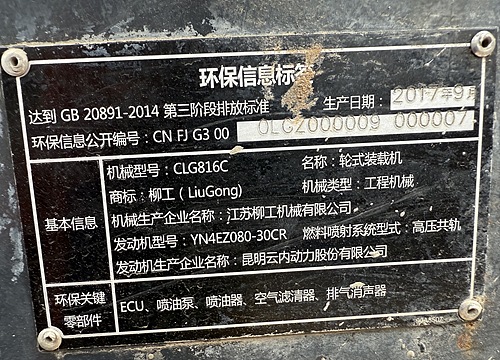 环保信息标签
达到 GB 20891-2014 第三阶段排放标准 生产日期: 2017年9月
环保信息公开编号: CN FJ G3 00 0LGZ000009 000007
基本信息
机械型号: CLG816C 名称: 轮式装载机
商标: 柳工 ( LiuGong) 机械类型: 工程机械
机械生产企业名称: 江苏柳工机械有限公司
发动机型号: YN4EZ080-30CR 燃料喷射系统型式: 高压共轨
发动机生产企业名称: 昆明云内动力股份有限公司
环保关键
零部件
ECU、喷油泵、喷油器、空气滤清器、排气消声器